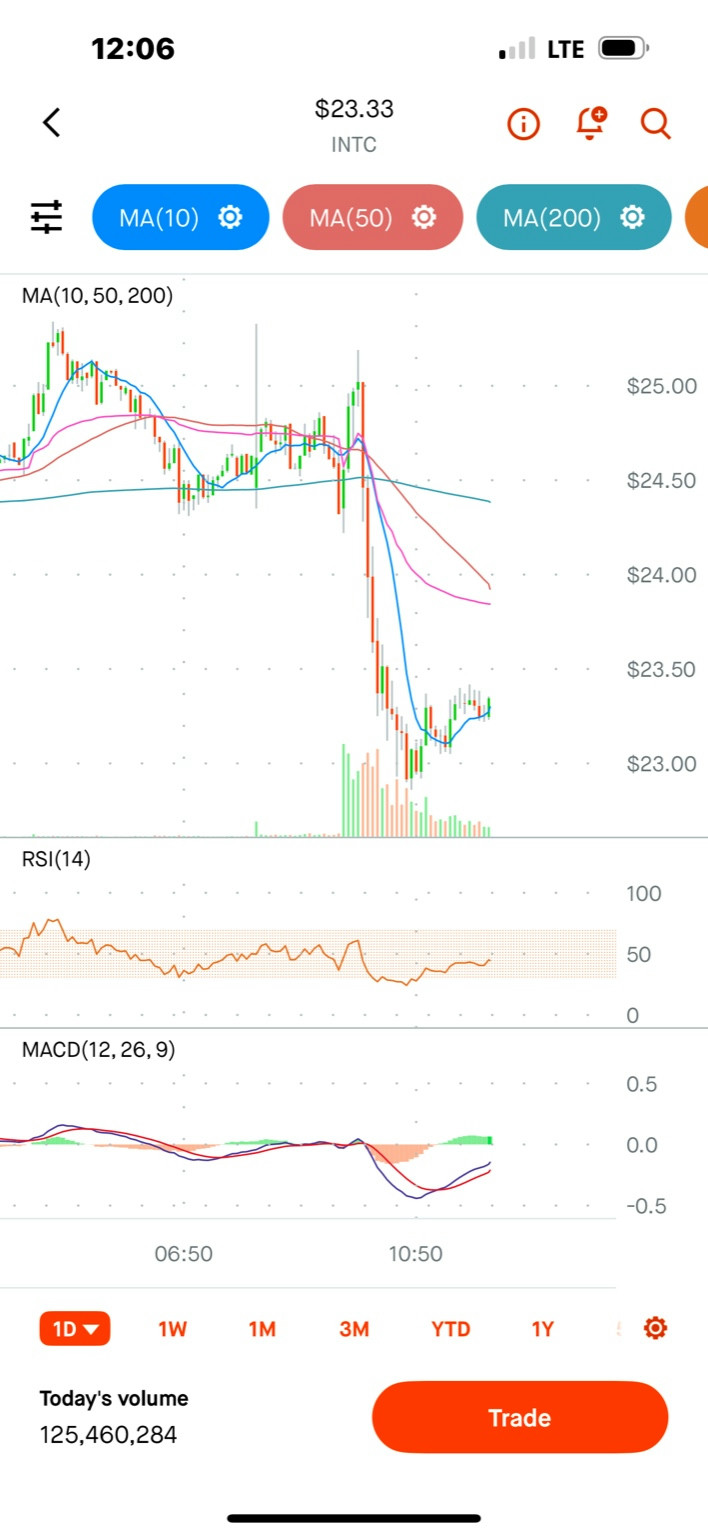 12:06 LTE
$23.33
INTC
MA(10) MA(50) MA(200)
MA(10,50,200)
$25.00
$24.50
$24.00
$23.50
$23.00
RSI(14)
100
50
0
MACD(12,26,9)
0.5
0.0
-0.5
06:50 10:50
1D 1W 1M 3M YTD 1Y
Today's volume
125,460,284
Trade